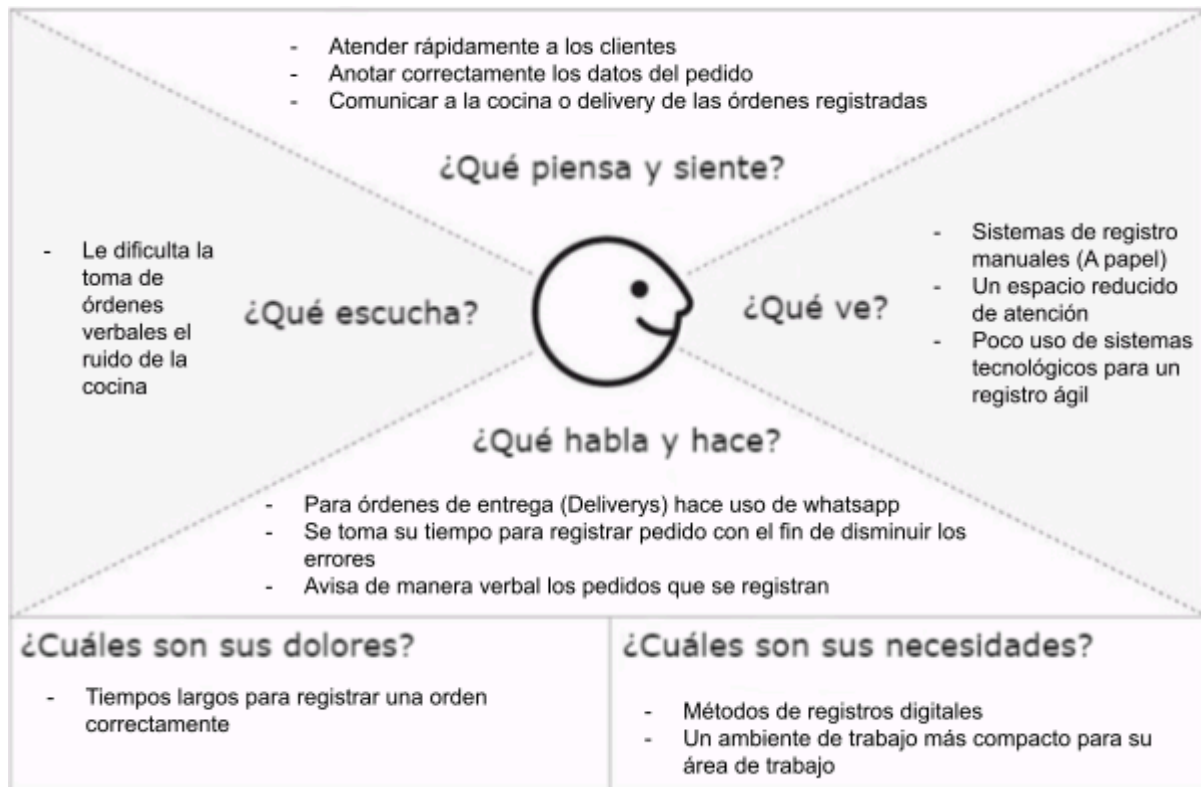 - Atender rápidamente a los clientes
- Anotar correctamente los datos del pedido
- Comunicar a la cocina o delivery de las órdenes registradas
¿Qué piensa y siente?
- Le dificulta la
toma de
órdenes
verbales el
ruido de la
cocina
¿Qué escucha?
¿Qué ve?
- Sistemas de registro
manuales (A papel)
- Un espacio reducido
de atención
- Poco uso de sistemas
tecnológicos para un
registro ágil
¿Qué habla y hace?
- Para órdenes de entrega (Deliverys) hace uso de whatsapp
- Se toma su tiempo para registrar pedido con el fin de disminuir los
errores
- Avisa de manera verbal los pedidos que se registran
¿Cuáles son sus dolores?
- Tiempos largos para registrar una orden
correctamente
¿Cuáles son sus necesidades?
- Métodos de registros digitales
- Un ambiente de trabajo más compacto para su
área de trabajo